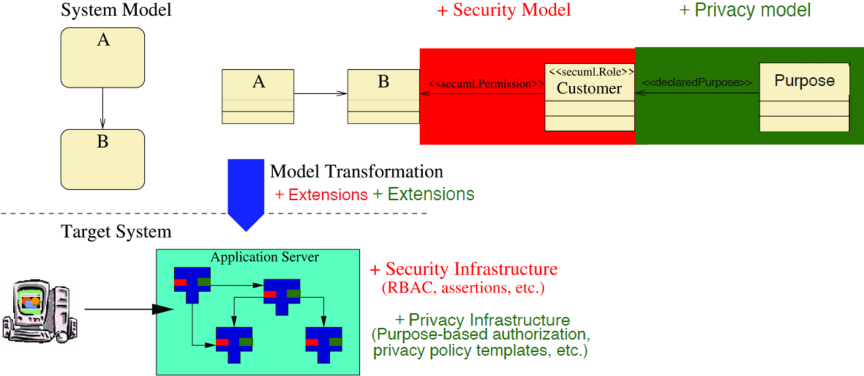 System Model
+ Security Model
+ Privacy model
A
B
A
B
<<secuml.Permission>>
<<secuml.Role>>
Customer
<<declaredPurpose>>
Purpose
Model Transformation
+ Extensions + Extensions
Target System
Application Server
+ Security Infrastructure
(RBAC, assertions, etc.)
+ Privacy Infrastructure
(Purpose-based authorization,
privacy policy templates, etc.)